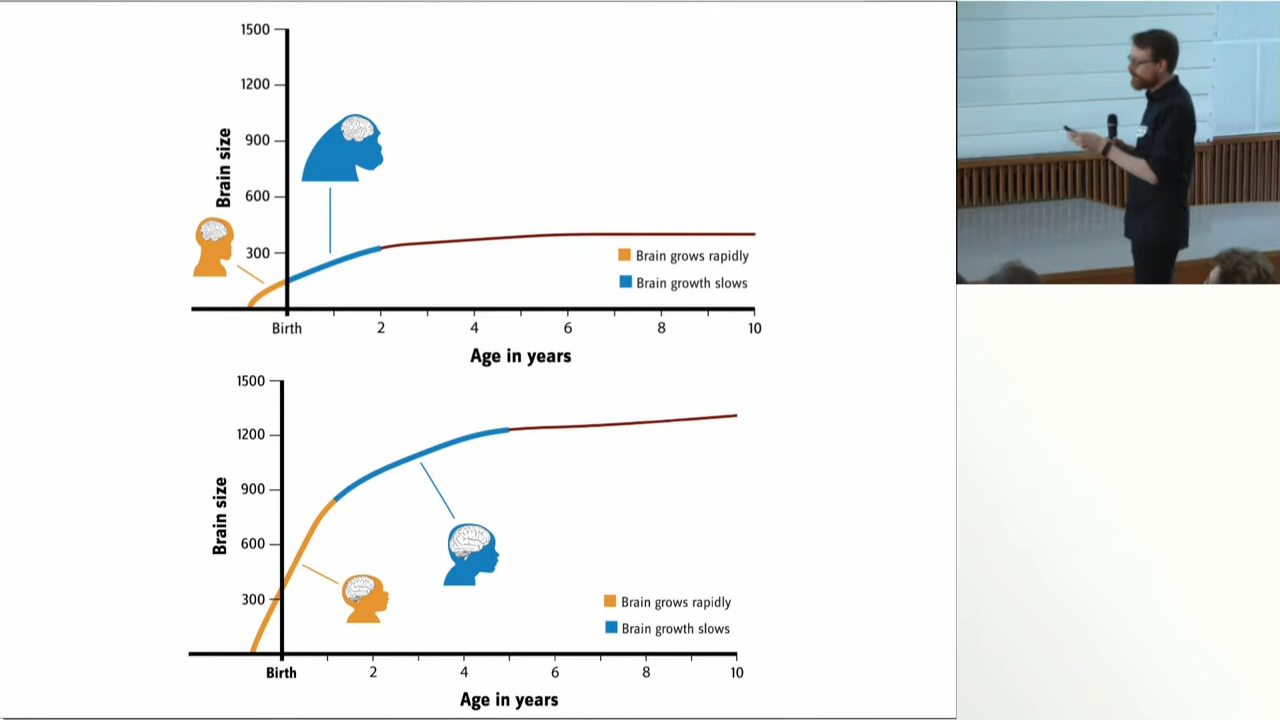 1500
1200
900
600
300
Brain size
Brain grows rapidly
Brain growth slows
Birth
2
4
6
8
10
Age in years
1500
1200
900
600
300
Brain size
Brain grows rapidly
Brain growth slows
Birth
2
4
6
8
10
Age in years